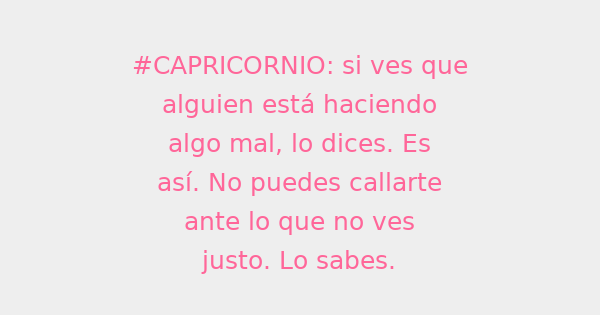 #CAPRICORNIO: si ves que
alguien está haciendo
algo mal, lo dices. Es
así. No puedes callarte
ante lo que no ves
justo. Lo sabes.